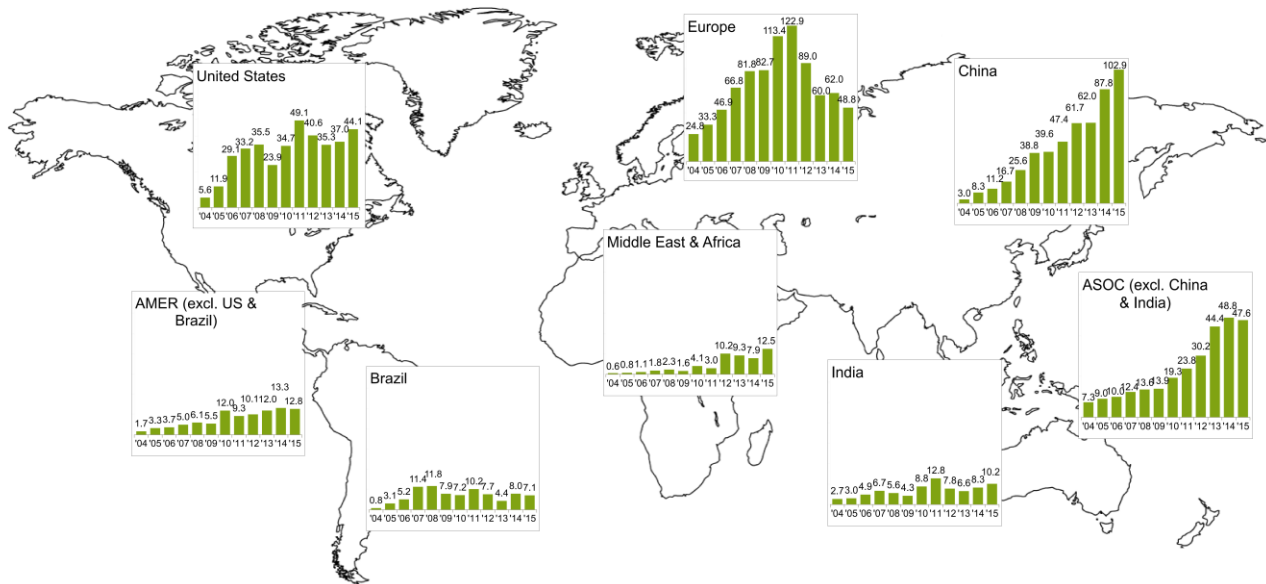 Europe
24.8 33.3 46.9 66.8 81.8 82.7 113.4 122.9 89.0 60.0 62.0 48.8
'04 '05 '06 '07 '08 '09 '10 '11 '12 '13 '14 '15
United States
5.6 11.9 29.1 33.2 35.5 23.9 34.7 49.1 40.6 35.3 37.0 44.1
'04 '05 '06 '07 '08 '09 '10 '11 '12 '13 '14 '15
China
3.0 8.3 11.2 16.7 25.6 38.8 39.6 47.4 61.7 62.0 87.8 102.9
'04 '05 '06 '07 '08 '09 '10 '11 '12 '13 '14 '15
Middle East & Africa
0.6 0.8 1.1 1.8 2.3 1.6 4.1 3.0 10.2 9.3 7.9 12.5
'04 '05 '06 '07 '08 '09 '10 '11 '12 '13 '14 '15
AMER (excl. US &
Brazil)
1.7 3.3 3.7 5.0 6.1 5.5 12.0 9.3 10.1 12.0 13.3 12.8
'04 '05 '06 '07 '08 '09 '10 '11 '12 '13 '14 '15
ASOC (excl. China
& India)
7.3 9.0 10.0 12.4 13.6 13.9 19.3 23.8 30.2 44.4 48.8 47.6
'04 '05 '06 '07 '08 '09 '10 '11 '12 '13 '14 '15
Brazil
0.8 3.1 5.2 11.4 11.8 7.9 7.2 10.2 7.7 4.4 8.0 7.1
'04 '05 '06 '07 '08 '09 '10 '11 '12 '13 '14 '15
India
2.7 3.0 4.9 6.7 5.6 4.3 8.8 12.8 7.8 6.6 8.3 10.2
'04 '05 '06 '07 '08 '09 '10 '11 '12 '13 '14 '15